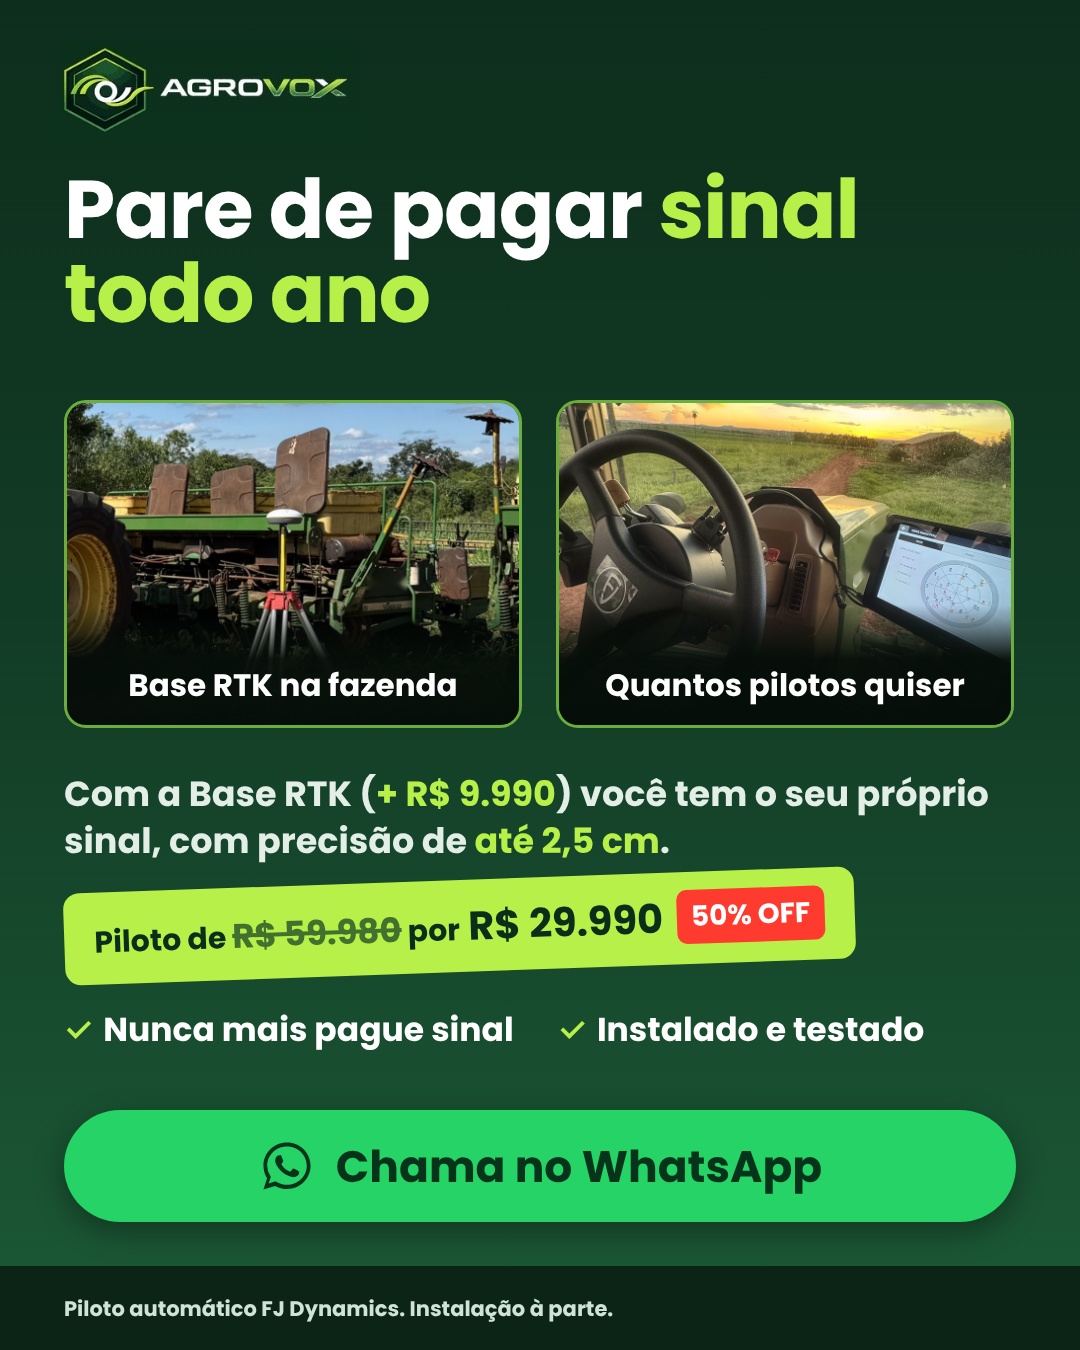 AGROVOX
Pare de pagar sinal
todo ano
Base RTK na fazenda
Quantos pilotos quiser
Com a Base RTK (+ R$ 9.990) você tem o seu próprio
sinal, com precisão de até 2,5 cm.
Piloto de R$ 59.980 por R$ 29.990 50% OFF
Nunca mais pague sinal
Instalado e testado
Chama no WhatsApp
Piloto automático FJ Dynamics. Instalação à parte.